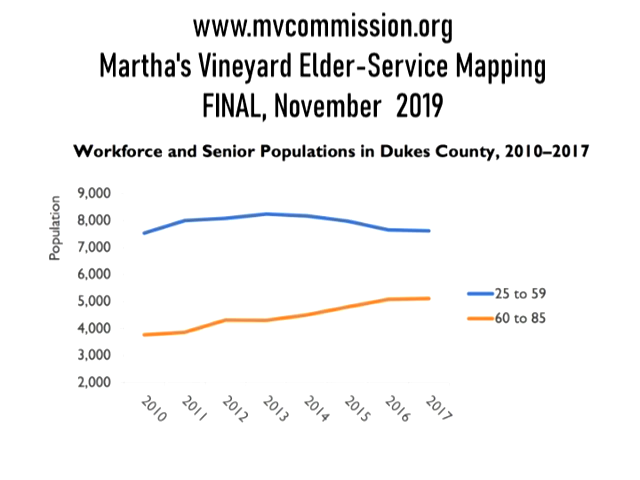 www.mvcommission.org
Martha's Vineyard Elder-Service Mapping
FINAL, November 2019
Workforce and Senior Populations in Dukes County, 2010–2017
Population
9,000
8,000
7,000
6,000
5,000
4,000
3,000
2,000
25 to 59
60 to 85
2010 2011 2012 2013 2014 2015 2016 2017